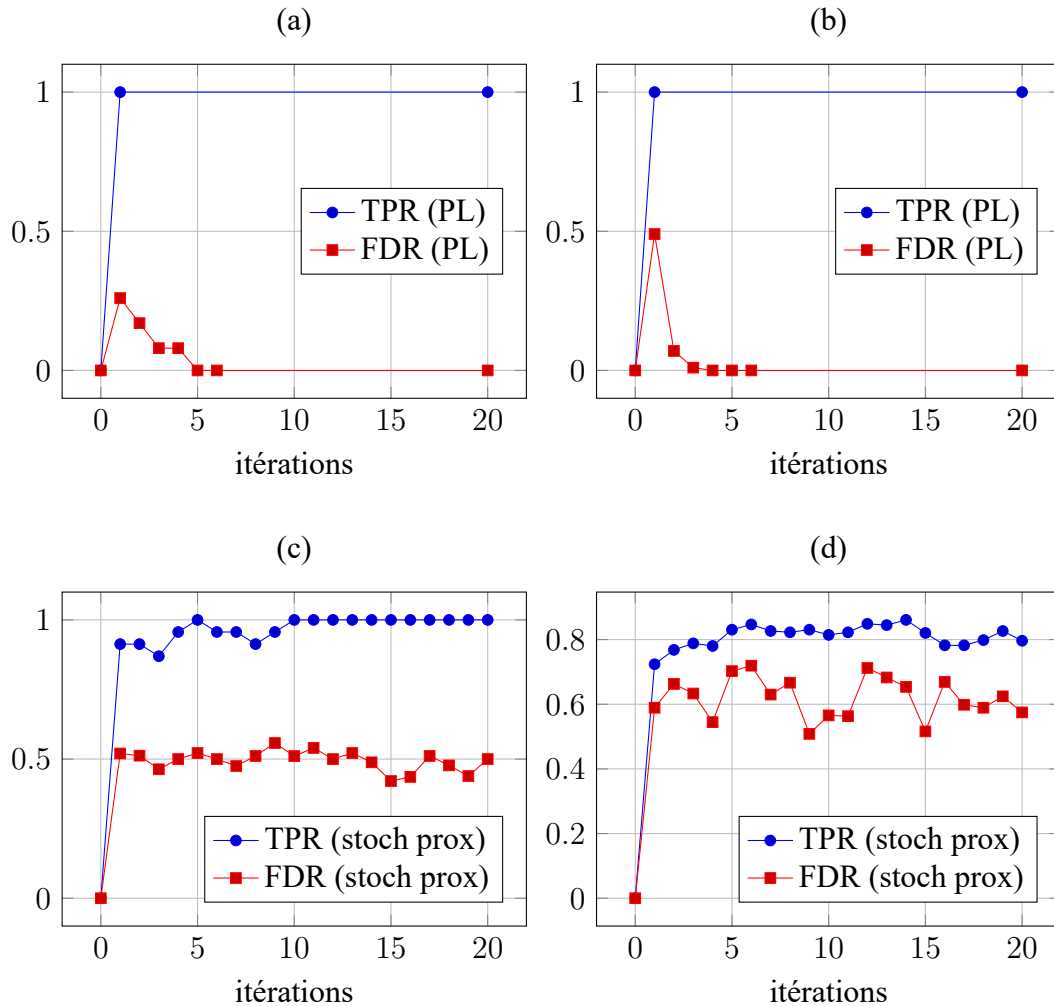 (a)
1
0.5
0
TPR (PL)
FDR (PL)
0 5 10 15 20
itérations
(b)
1
0.5
0
TPR (PL)
FDR (PL)
0 5 10 15 20
itérations
(c)
1
0.5
0
TPR (stoch prox)
FDR (stoch prox)
0 5 10 15 20
itérations
(d)
0.8
0.6
0.4
0.2
0
TPR (stoch prox)
FDR (stoch prox)
0 5 10 15 20
itérations